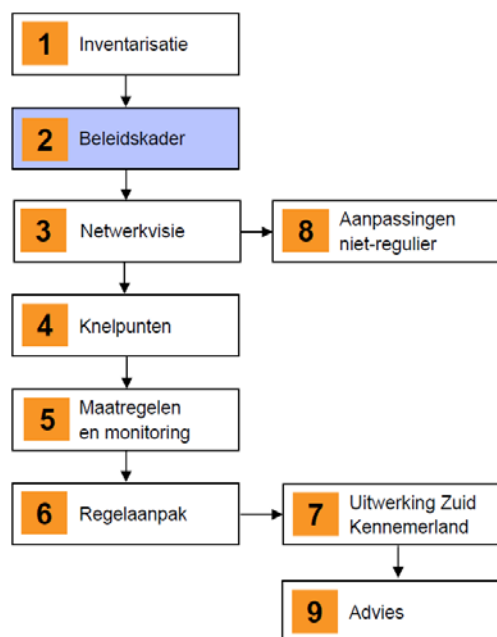 1 Inventarisatie
2 Beleidskader
3 Netwerkvisie
8 Aanpassingen
niet-regulier
4 Knelpunten
5 Maatregelen
en monitoring
6 Regelaanpak
7 Uitwerking Zuid
Kennemerland
9 Advies